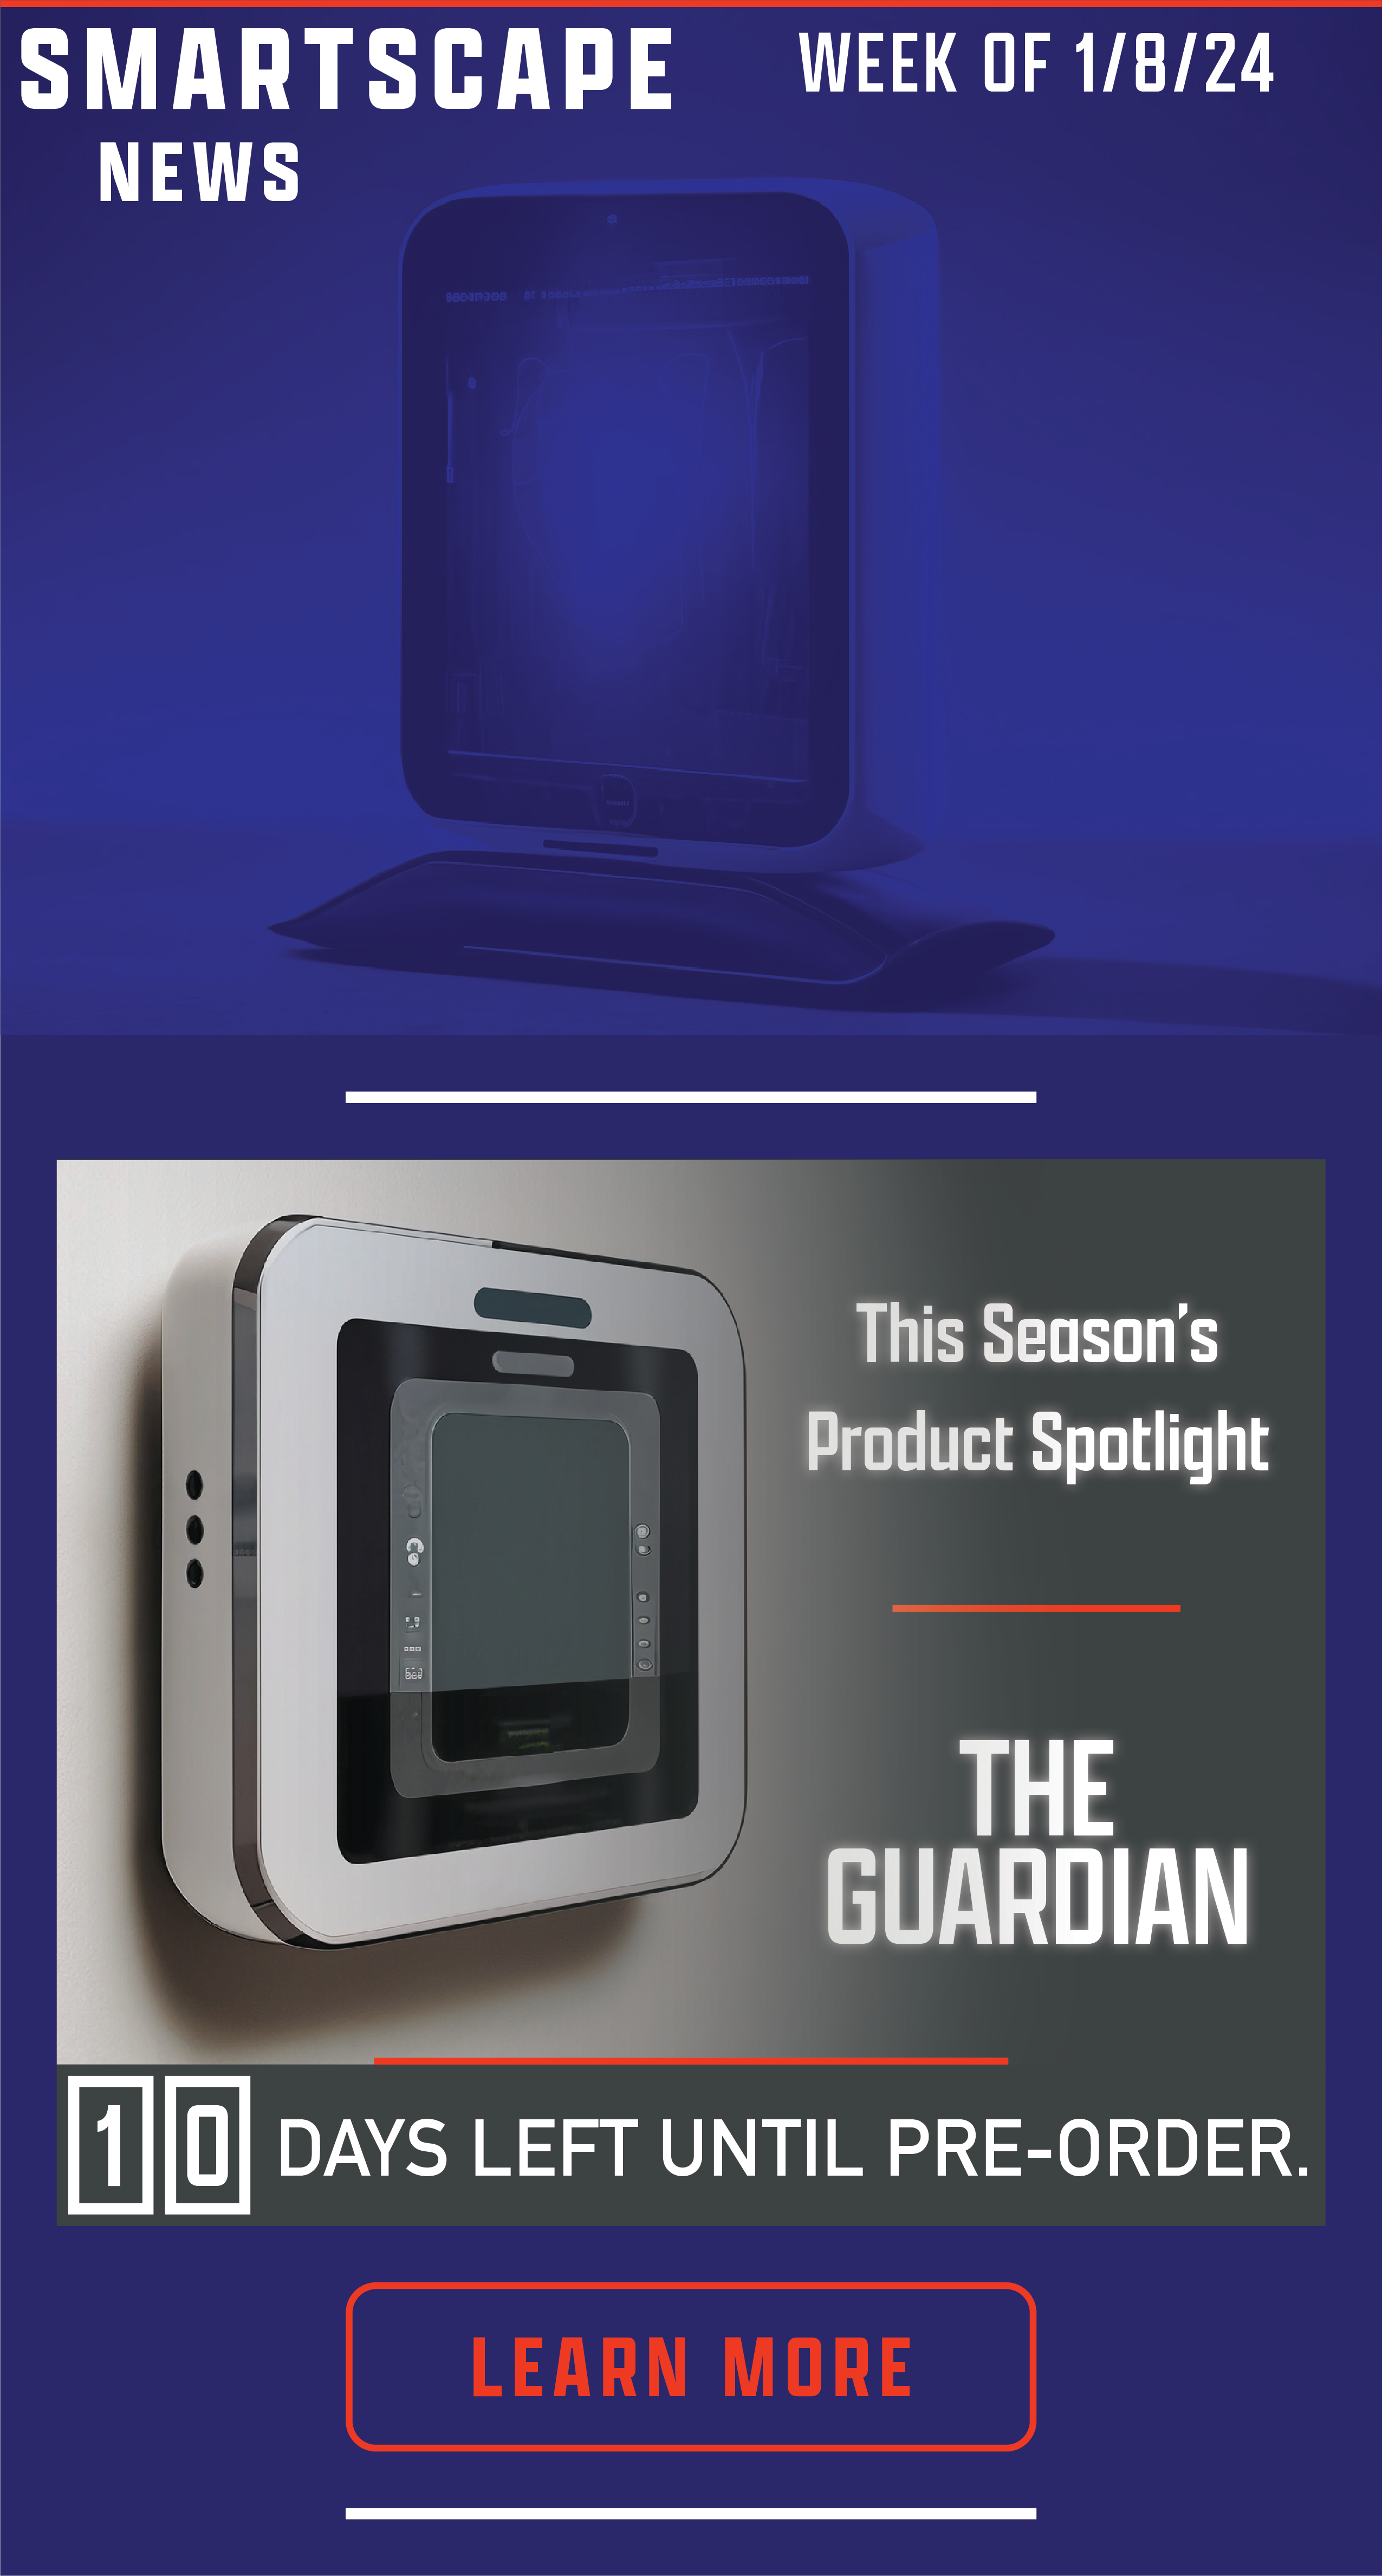 SMARTSCAPE
NEWS
WEEK OF 1/8/24
This Season's
Product Spotlight
THE
GUARDIAN
10 DAYS LEFT UNTIL PRE-ORDER.
LEARN MORE